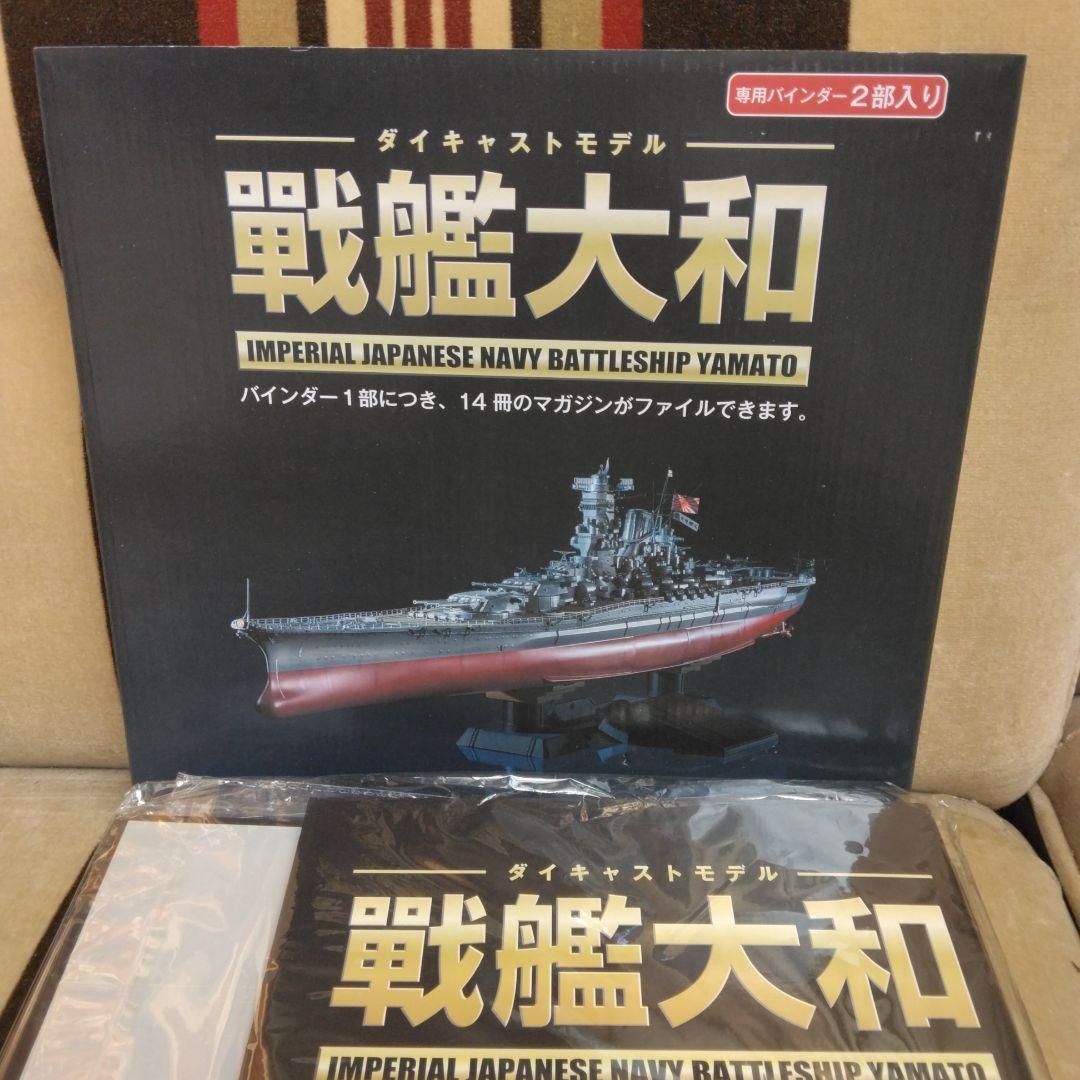 専用バインダー2部入り
ダイキャストモデル
戰艦大和
IMPERIAL JAPANESE NAVY BATTLESHIP YAMATO
バインダー1部につき、14冊のマガジンがファイルできます。
ダイキャストモデル
戰艦大和
IMPERIAL JAPANESE NAVY BATTLESHIP YAMATO